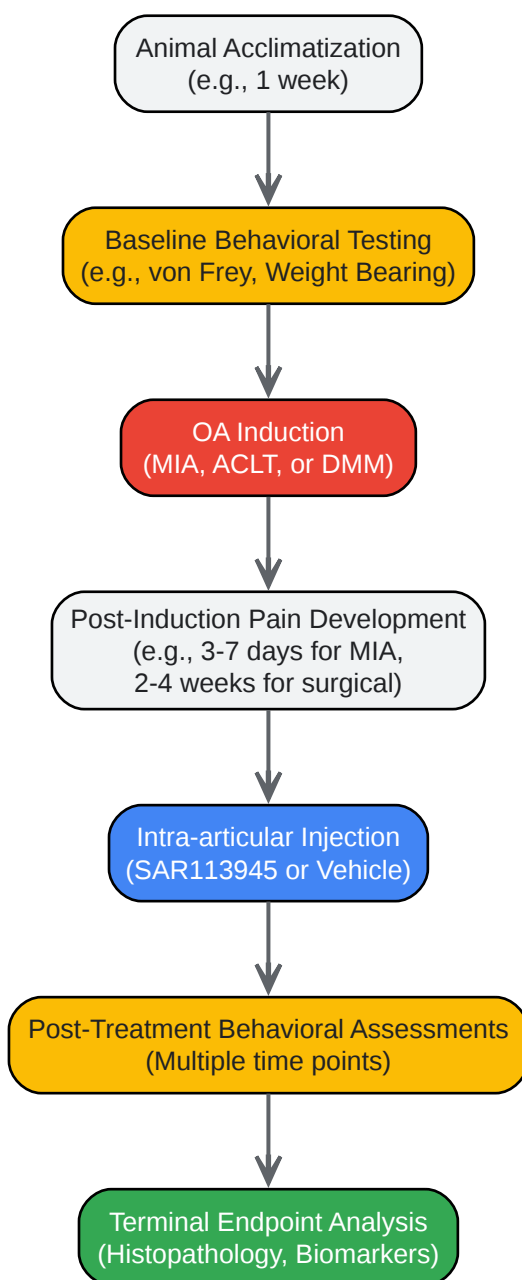 Animal Acclimatization
(e.g., 1 week)
Baseline Behavioral Testing
(e.g., von Frey, Weight Bearing)
OA Induction
(MIA, ACLT, or DMM)
Post-Induction Pain Development
(e.g., 3-7 days for MIA,
2-4 weeks for surgical)
Intra-articular Injection
(SAR113945 or Vehicle)
Post-Treatment Behavioral Assessments
(Multiple time points)
Terminal Endpoint Analysis
(Histopathology, Biomarkers)